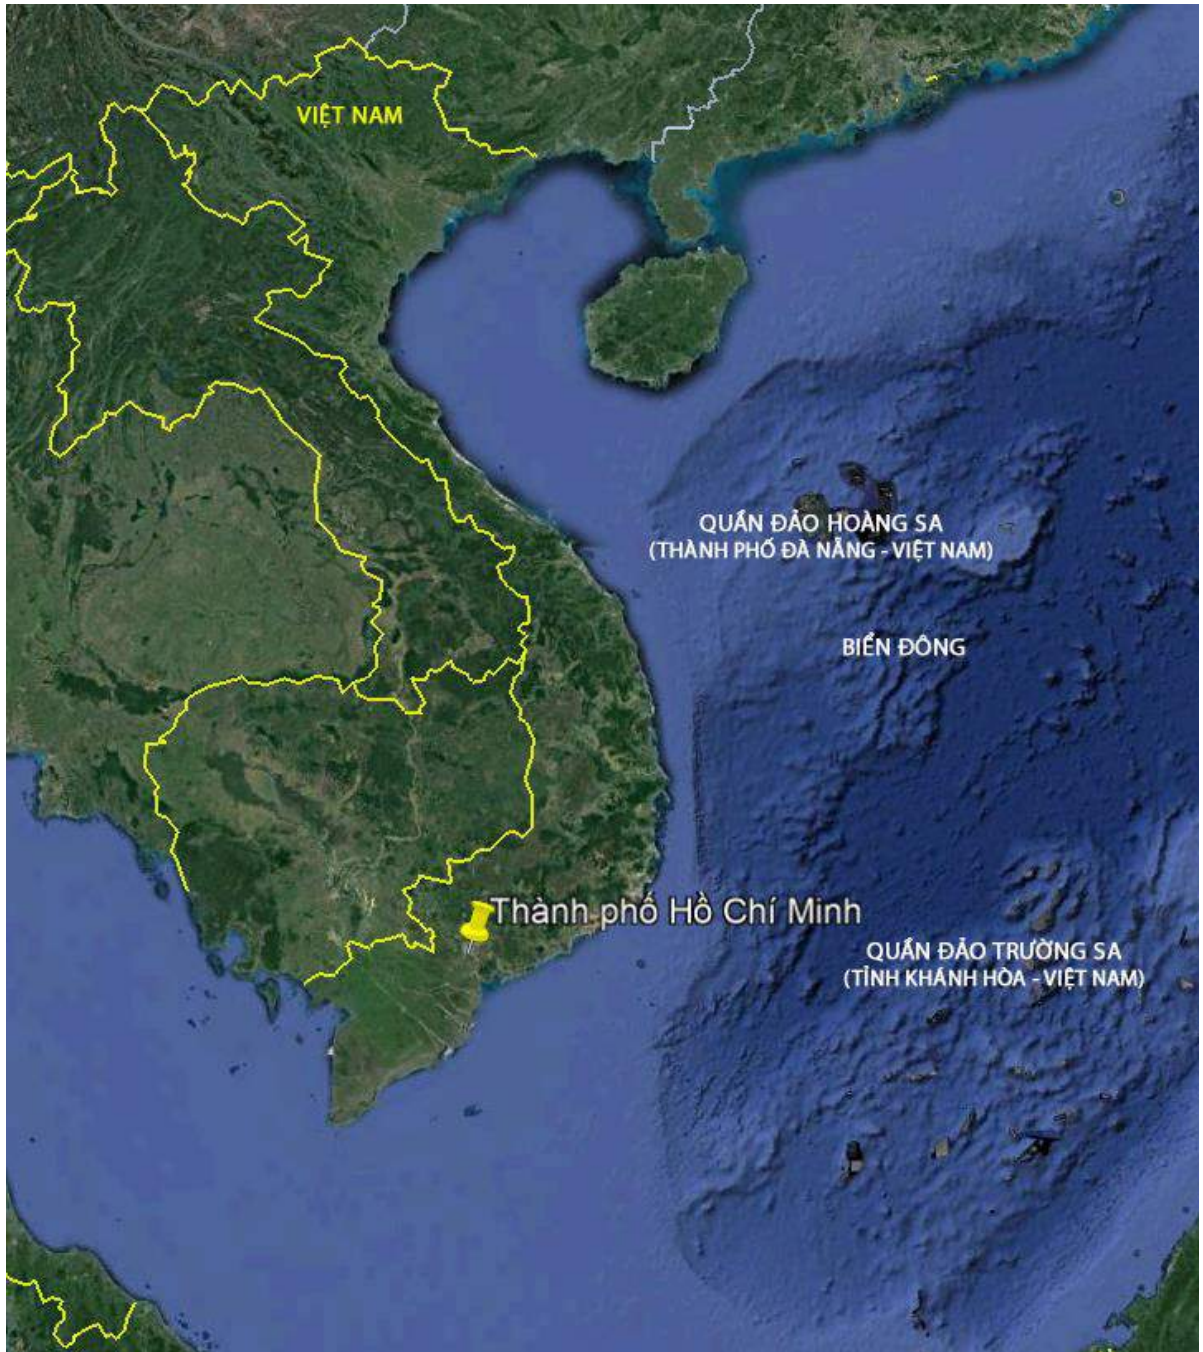 VIỆT NAM
QUẦN ĐẢO HOÀNG SA
(THÀNH PHỐ ĐÀ NẴNG - VIỆT NAM)
BIỂN ĐÔNG
Thành phố Hồ Chí Minh
QUẦN ĐẢO TRƯỜNG SA
(TỈNH KHÁNH HÒA - VIỆT NAM)